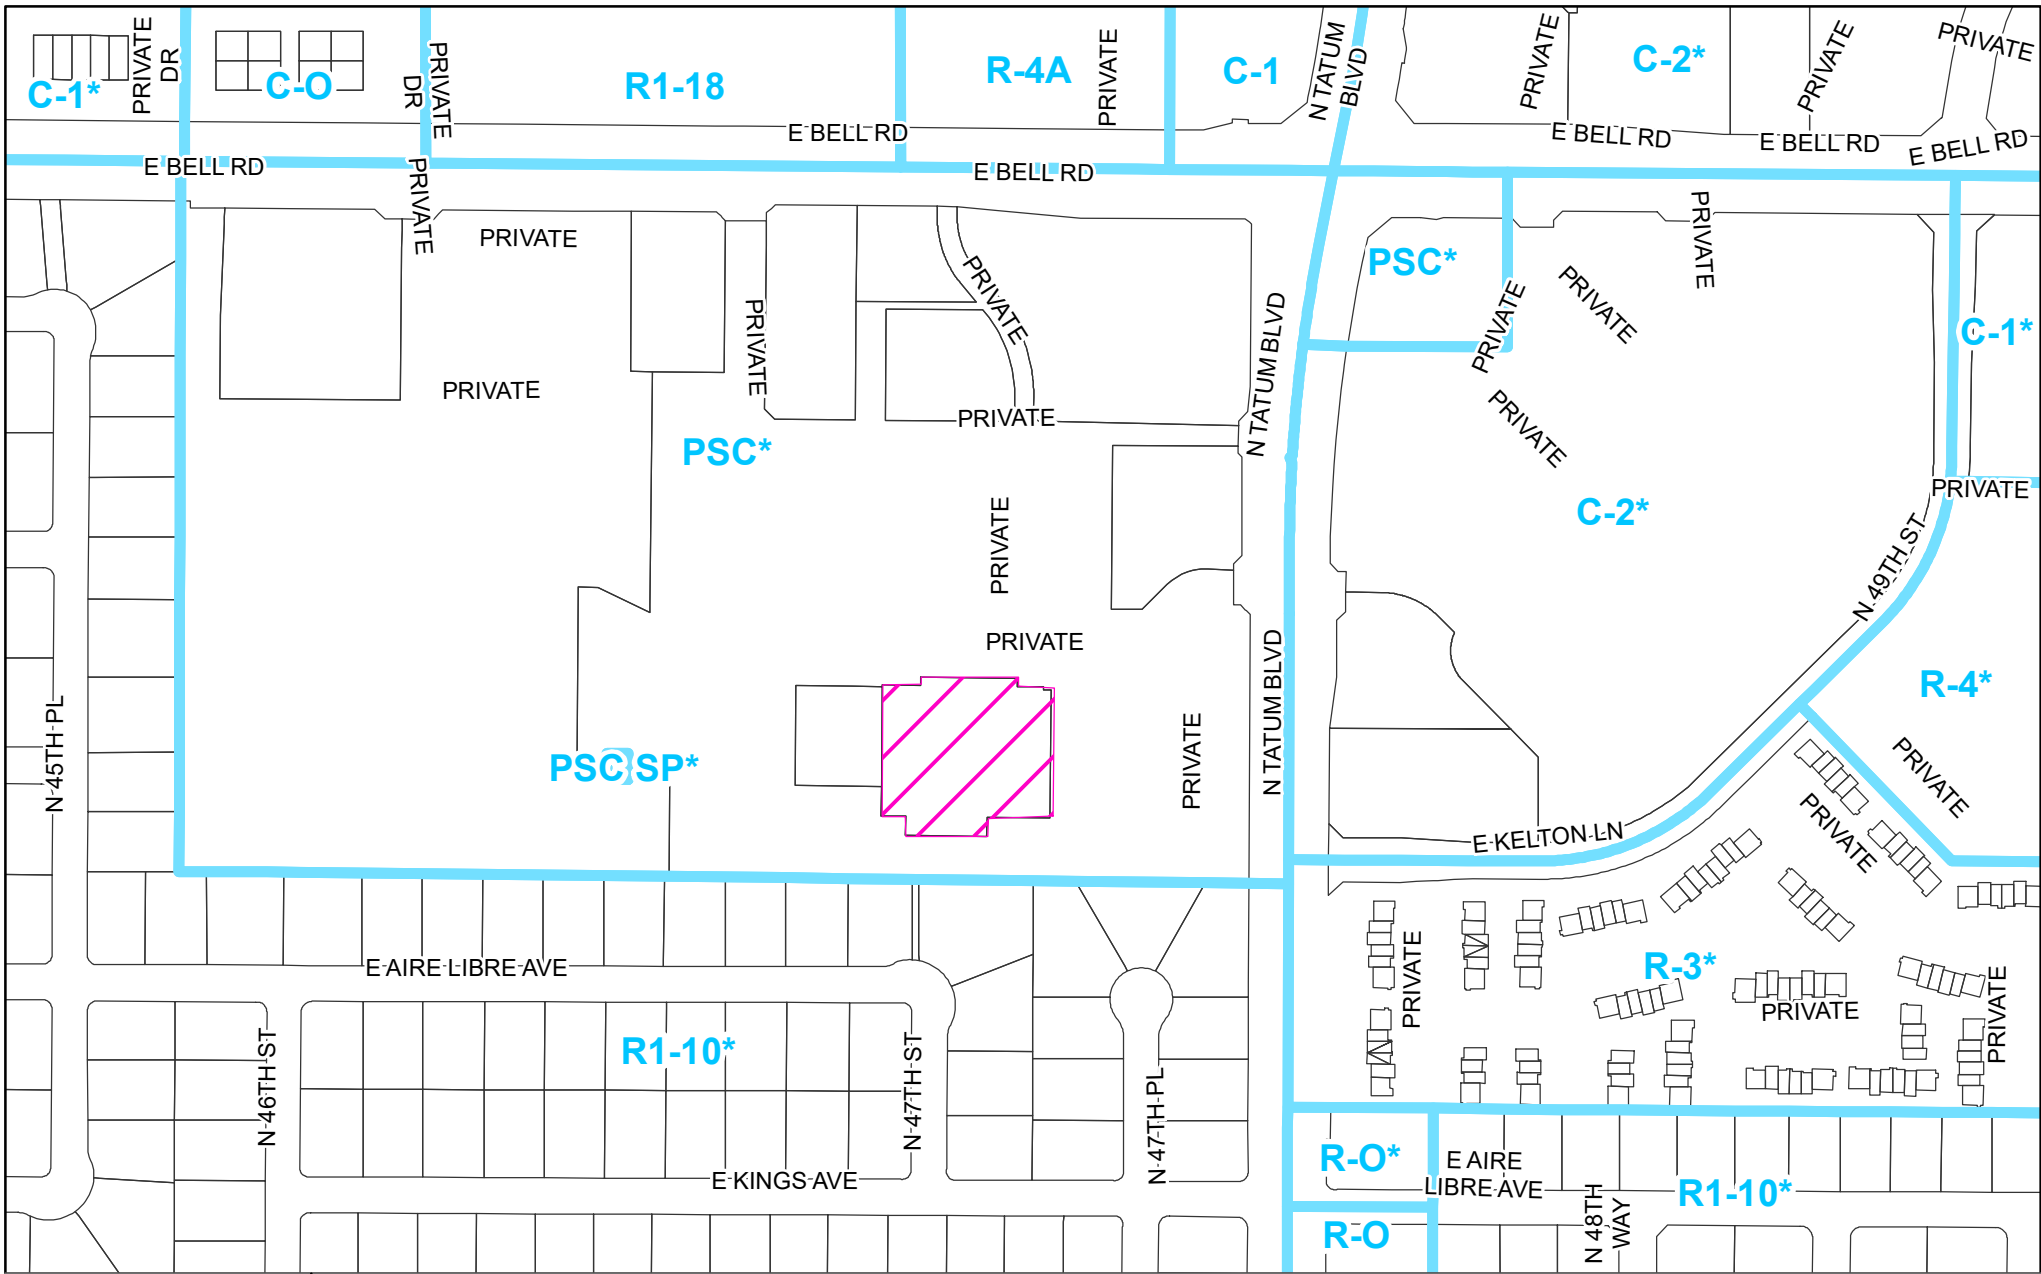 PRIVATE
DR
C-1*
C-O
PRIVATE
DR
R1-18
R-4A
PRIVATE
C-1
N TATUM
BLVD
PRIVATE
C-2*
PRIVATE
PRIVATE
E BELL RD
E BELL RD
E BELL RD
E BELL RD
E BELL RD
E BELL RD
PRIVATE
PRIVATE
PRIVATE
PRIVATE
PRIVATE
PRIVATE
PRIVATE
PSC*
N TATUM BLVD
PSC*
PRIVATE
PRIVATE
PRIVATE
PRIVATE
C-1*
PRIVATE
C-2*
N 49TH ST
PRIVATE
PRIVATE
N TATUM BLVD
R-4*
N 45TH PL
PSC SP*
PRIVATE
PRIVATE
PRIVATE
E KELTON LN
E AIRE LIBRE AVE
PRIVATE
R-3*
PRIVATE
PRIVATE
N 46TH ST
R1-10*
N 47TH ST
N 47TH PL
E KINGS AVE
R-O*
E AIRE
LIBRE AVE
R1-10*
R-O
N 48TH
WAY